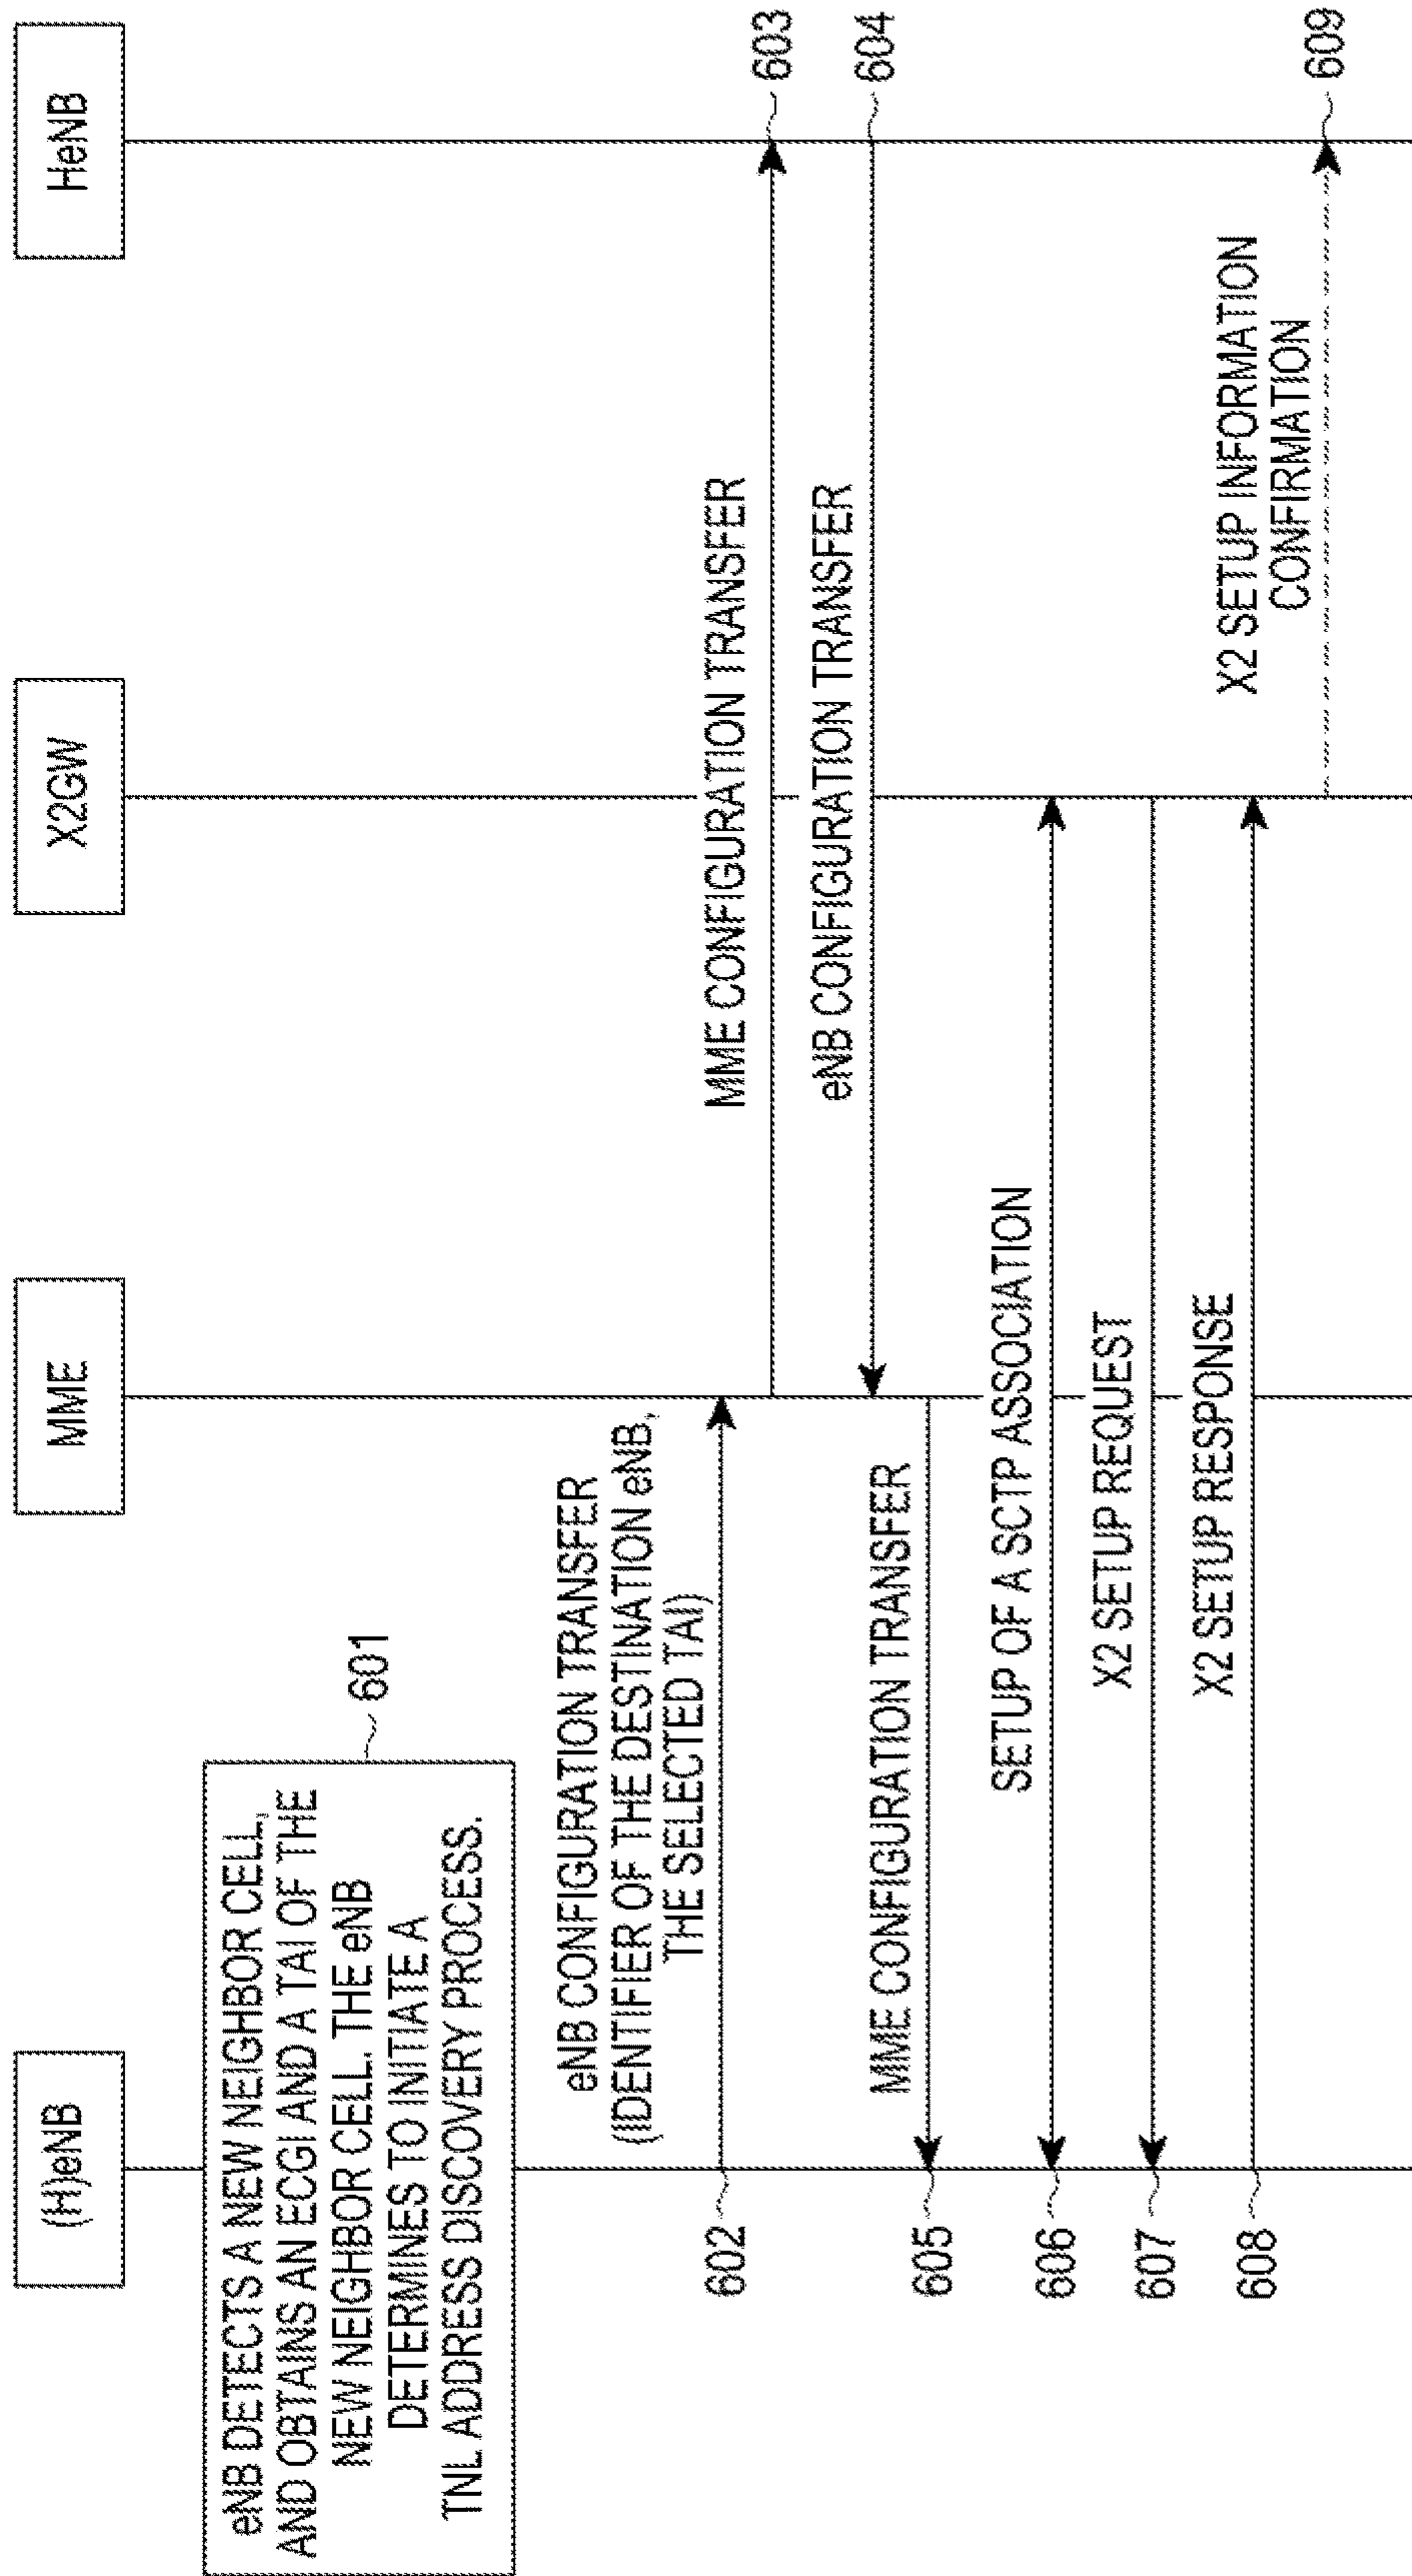 (H)eNB
MME
X2GW
HeNB
eNB DETECTS A NEW NEIGHBOR CELL,
AND OBTAINS AN ECGI AND A TAI OF THE
NEW NEIGHBOR CELL. THE eNB
DETERMINES TO INITIATE A
TNL ADDRESS DISCOVERY PROCESS.
601
eNB CONFIGURATION TRANSFER
(IDENTIFIER OF THE DESTINATION eNB,
THE SELECTED TAI)
602
MME CONFIGURATION TRANSFER
603
eNB CONFIGURATION TRANSFER
604
MME CONFIGURATION TRANSFER
605
SETUP OF A SCTP ASSOCIATION
606
X2 SETUP REQUEST
607
X2 SETUP RESPONSE
608
X2 SETUP INFORMATION
CONFIRMATION
609